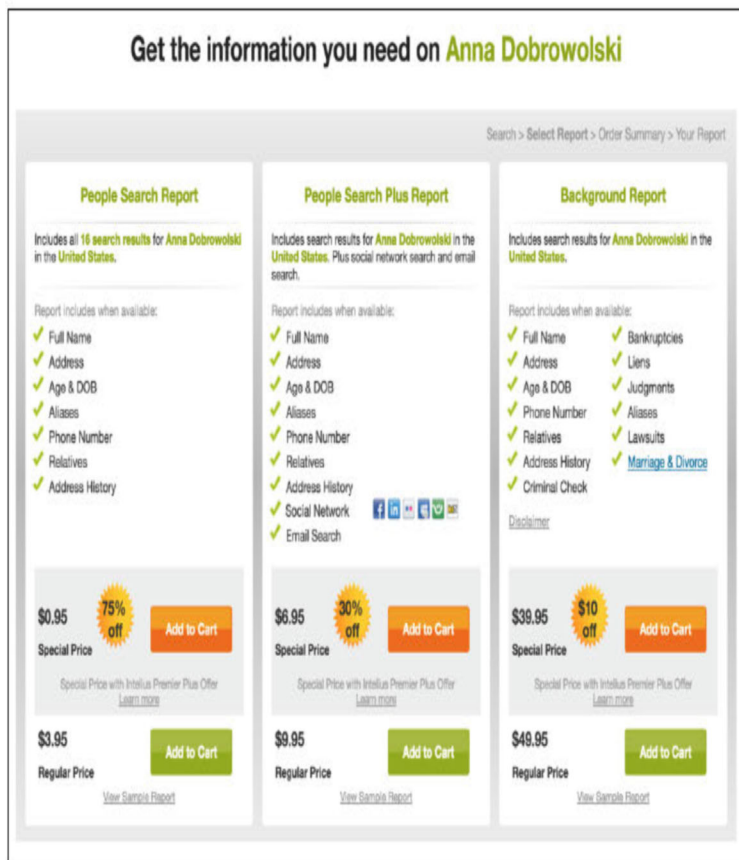 Get the information you need on Anna Dobrowolski
Search > Select Report > Order Summary > Your Report
People Search Report
Includes all 16 search results for Anna Dobrowolski
in the United States.
Report includes when available:
Full Name
Address
Age & DOB
Aliases
Phone Number
Relatives
Address History
$0.95
75%
off
Add to Cart
Special Price
Special Price with Intelius Premier Plus Offer
Learn more
$3.95
Add to Cart
Regular Price
View Sample Report
People Search Plus Report
Includes search results for Anna Dobrowolski in the
United States. Plus social network search and email
search.
Report includes when available:
Full Name
Address
Age & DOB
Aliases
Phone Number
Relatives
Address History
Social Network
Email Search
$6.95
30%
off
Add to Cart
Special Price
Special Price with Intelius Premier Plus Offer
Learn more
$9.95
Add to Cart
Regular Price
View Sample Report
Background Report
Includes search results for Anna Dobrowolski in the
United States.
Report includes when available:
Full Name
Address
Age & DOB
Phone Number
Relatives
Address History
Criminal Check
Bankruptcies
Liens
Judgments
Aliases
Lawsuits
Marriage & Divorce
Disclaimer
$39.95
$10
off
Add to Cart
Special Price
Special Price with Intelius Premier Plus Offer
Learn more
$49.95
Add to Cart
Regular Price
View Sample Report